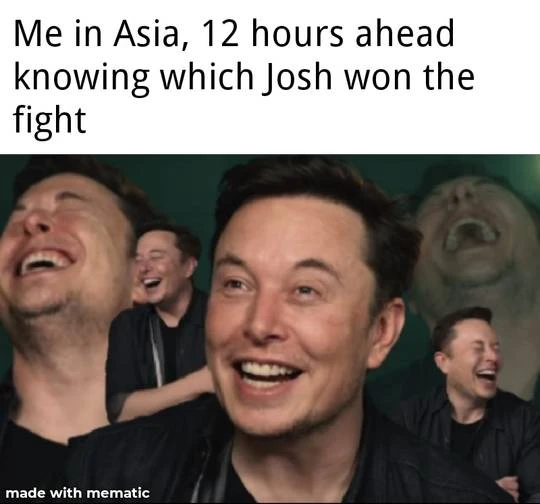 Me in Asia, 12 hours ahead
knowing which Josh won the
fight
made with mematic